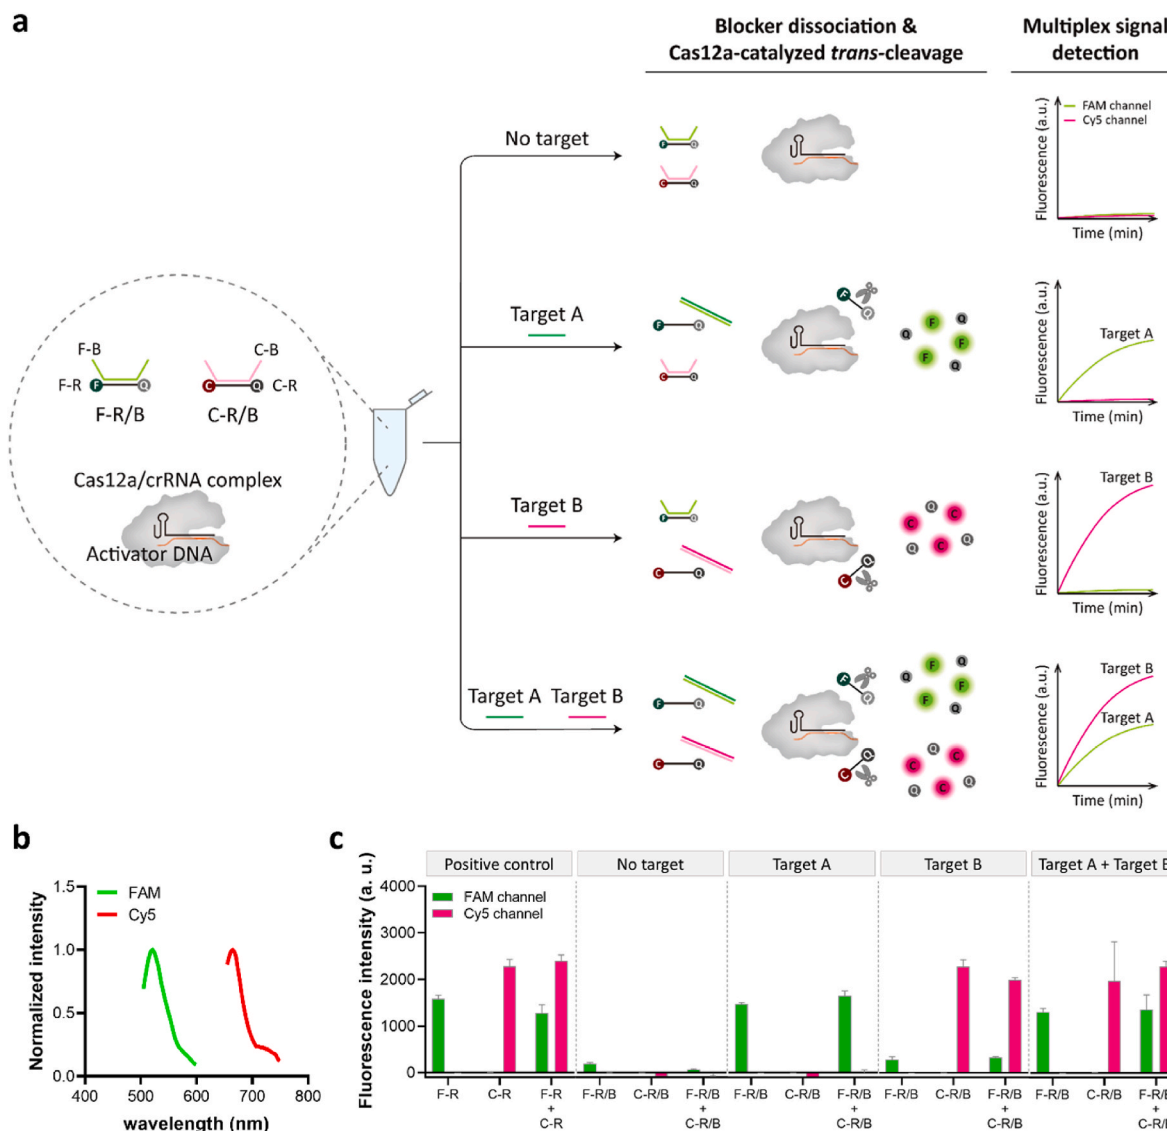 a
Blocker dissociation &
Cas12a-catalyzed trans-cleavage
Multiplex signal
detection
No target
F
Q
C
Q
Fluorescence (a.u.)
FAM channel
Cy5 channel
Time (min)
Target A
F
Q
C
Q
F
Q
F
F
F
Q
Q
Q
Fluorescence (a.u.)
Target A
Time (min)
F-B
C-B
F-R
F
Q
C
Q
C-R
F-R/B
C-R/B
Cas12a/crRNA complex
Activator DNA
Target B
F
Q
C
Q
C
Q
C
C
C
Q
Q
Q
Fluorescence (a.u.)
Target B
Time (min)
Target A
Target B
F
Q
C
Q
F
Q
C
Q
F
F
F
Q
Q
Q
C
C
C
Q
Q
Q
Fluorescence (a.u.)
Target B
Target A
Time (min)
b
Normalized intensity
1.5
1.0
0.5
0.0
FAM
Cy5
400 500 600 700 800
wavelength (nm)
c
Fluorescence intensity (a. u.)
Positive control
No target
Target A
Target B
Target A + Target B
4000
3000
2000
1000
0
FAM channel
Cy5 channel
F-R
C-R
F-R
+
C-R
F-R/B
C-R/B
F-R/B
+
C-R/B
F-R/B
C-R/B
F-R/B
+
C-R/B
F-R/B
C-R/B
F-R/B
+
C-R/B
F-R/B
C-R/B
F-R/B
+
C-R/B